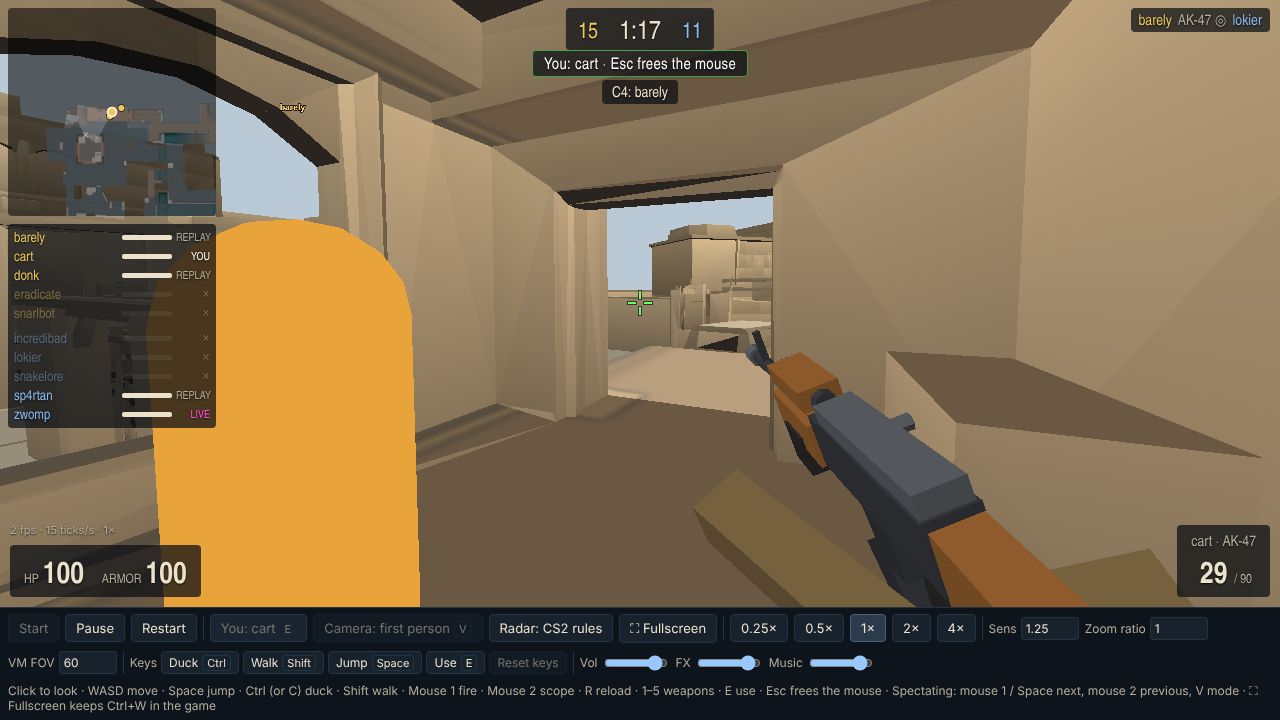 15 1:17 11
barely AK-47 ◎ lokier
You: cart · Esc frees the mouse
C4: barely
barely
barely REPLAY
cart YOU
donk REPLAY
eradicate ×
snarlbot ×
incredibad ×
lokier ×
snakelore ×
sp4rtan REPLAY
zwomp LIVE
2 fps · 15 ticks/s · 1×
HP 100 ARMOR 100
cart · AK-47
29 / 90
Start Pause Restart You: cart E Camera: first person V Radar: CS2 rules ⛶ Fullscreen 0.25× 0.5× 1× 2× 4× Sens 1.25 Zoom ratio 1
VM FOV 60 Keys Duck Ctrl Walk Shift Jump Space Use E Reset keys Vol FX Music
Click to look · WASD move · Space jump · Ctrl (or C) duck · Shift walk · Mouse 1 fire · Mouse 2 scope · R reload · 1–5 weapons · E use · Esc frees the mouse · Spectating: mouse 1 / Space next, mouse 2 previous, V mode · ⛶
Fullscreen keeps Ctrl+W in the game